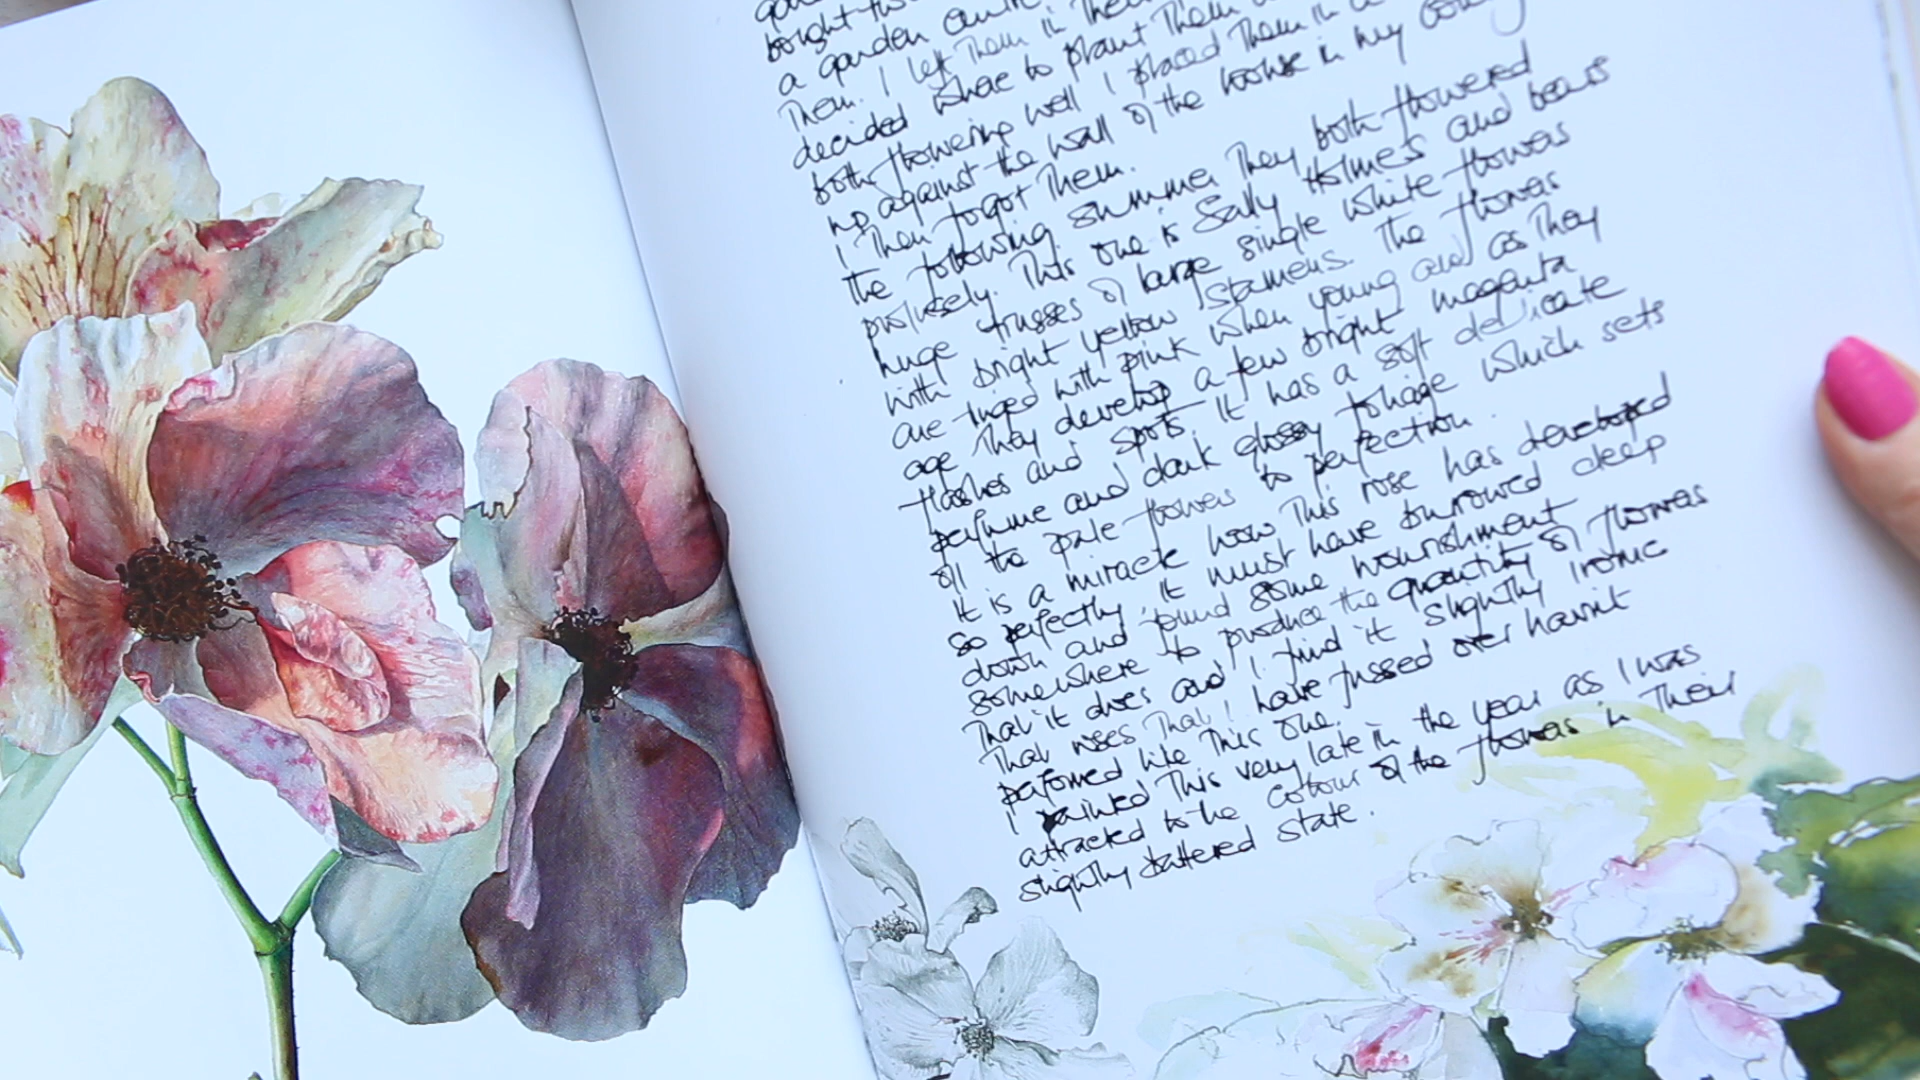 bought two
a garden centre
Them. I left Them in Their
decided where to plant Them
both flowering well I placed Them in a
up against the wall of the house in my
I Then forgot Them.
The following summer They both flowered
profusely. This one is Sally Holmes and bears
huge trusses of large single white flowers
with bright yellow stamens. The flowers
are tinged with pink when young and as They
age They develop a few bright magenta
flashes and spots. It has a soft delicate
perfume and dark glossy foliage which sets
off the pale flowers to perfection.
It is a miracle how This rose has developed
so perfectly, it must have burrowed deep
down and found some nourishment
somewhere to produce the quantity of flowers
That it does and I find it slightly ironic
That roses That I have fussed over havn't
performed like This one.
I painted This very late in the year as I was
attracted to the colour of the flowers in Their
slightly battered state.